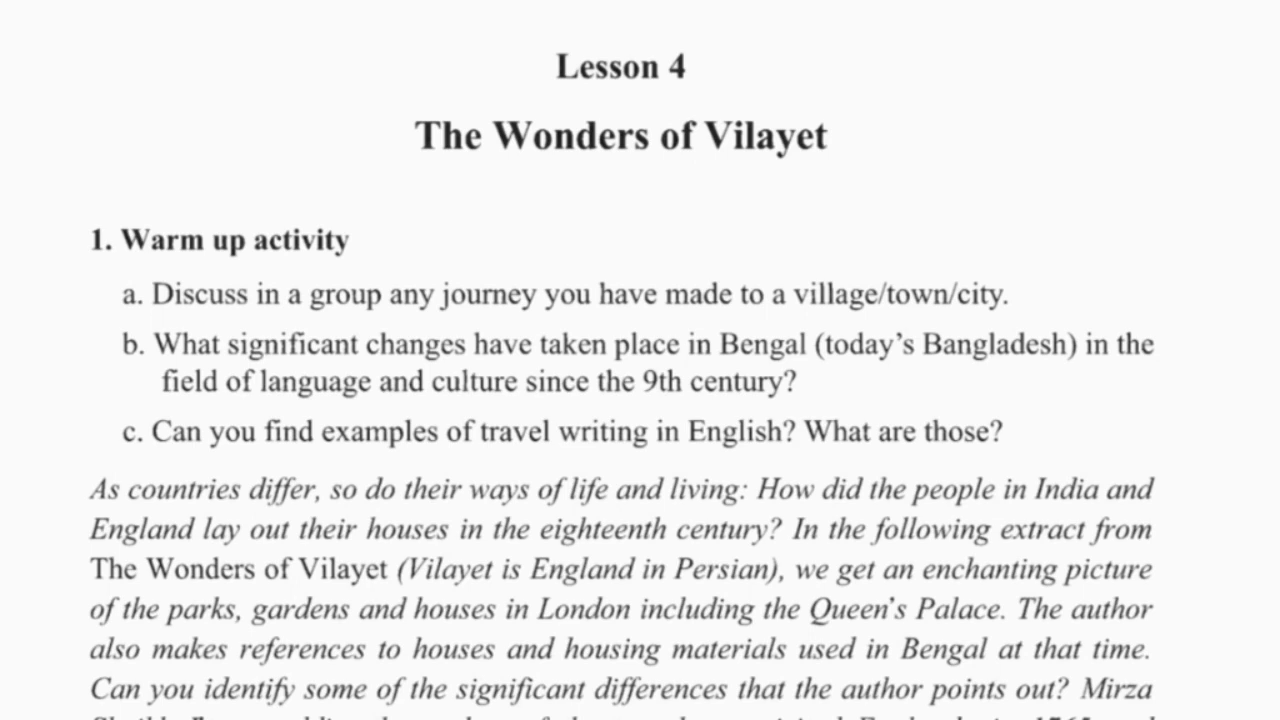 Lesson 4
The Wonders of Vilayet
1. Warm up activity
a. Discuss in a group any journey you have made to a village/town/city.
b. What significant changes have taken place in Bengal (today's Bangladesh) in the
field of language and culture since the 9th century?
c. Can you find examples of travel writing in English? What are those?
As countries differ, so do their ways of life and living: How did the people in India and
England lay out their houses in the eighteenth century? In the following extract from
The Wonders of Vilayet (Vilayet is England in Persian), we get an enchanting picture
of the parks, gardens and houses in London including the Queen's Palace. The author
also makes references to houses and housing materials used in Bengal at that time.
Can you identify some of the significant differences that the author points out? Mirza